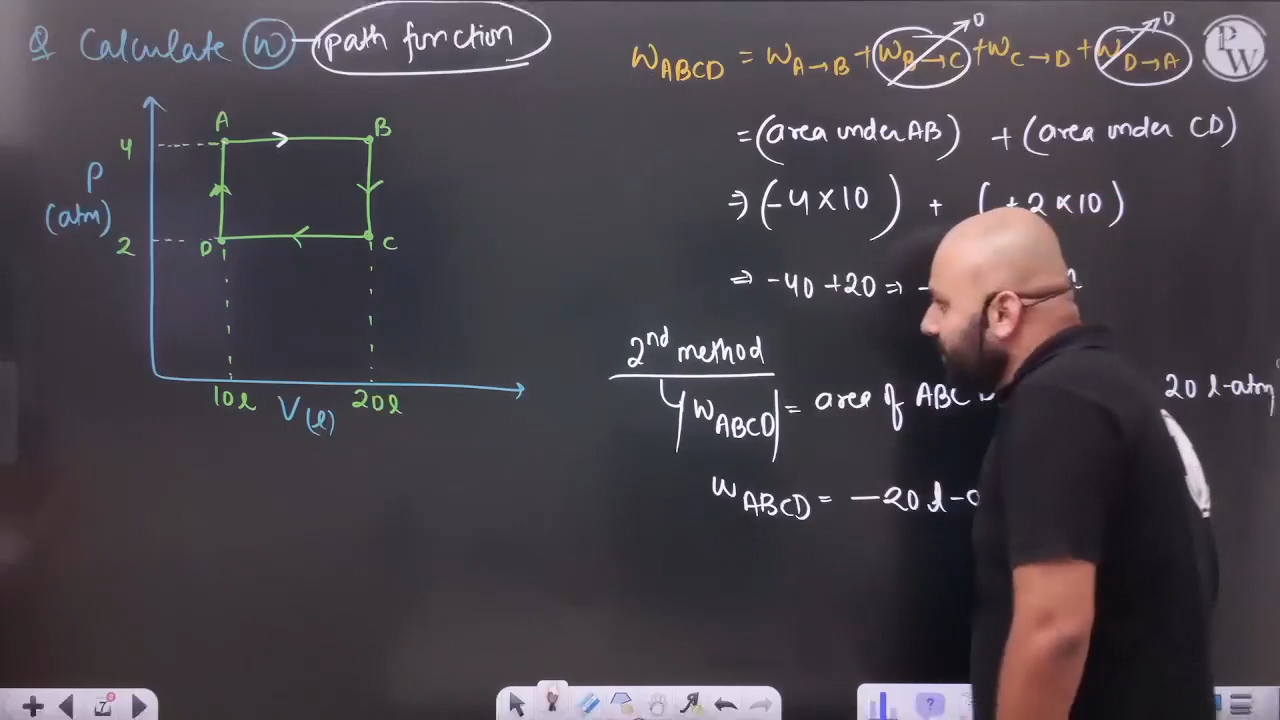 Q Calculate W – path function
A
B
4
P
(atm)
2
D
C
10l
20l
V(l)
W_ABCD = W_A→B + W_B→C + W_C→D + W_D→A
0
0
PW
= (area under AB) + (area under CD)
⇒ (-4×10) + (+2×10)
⇒ -40+20 ⇒ -
2nd method
|W_ABCD| = area of ABCD
20 l-atm
W_ABCD = -20 l-a